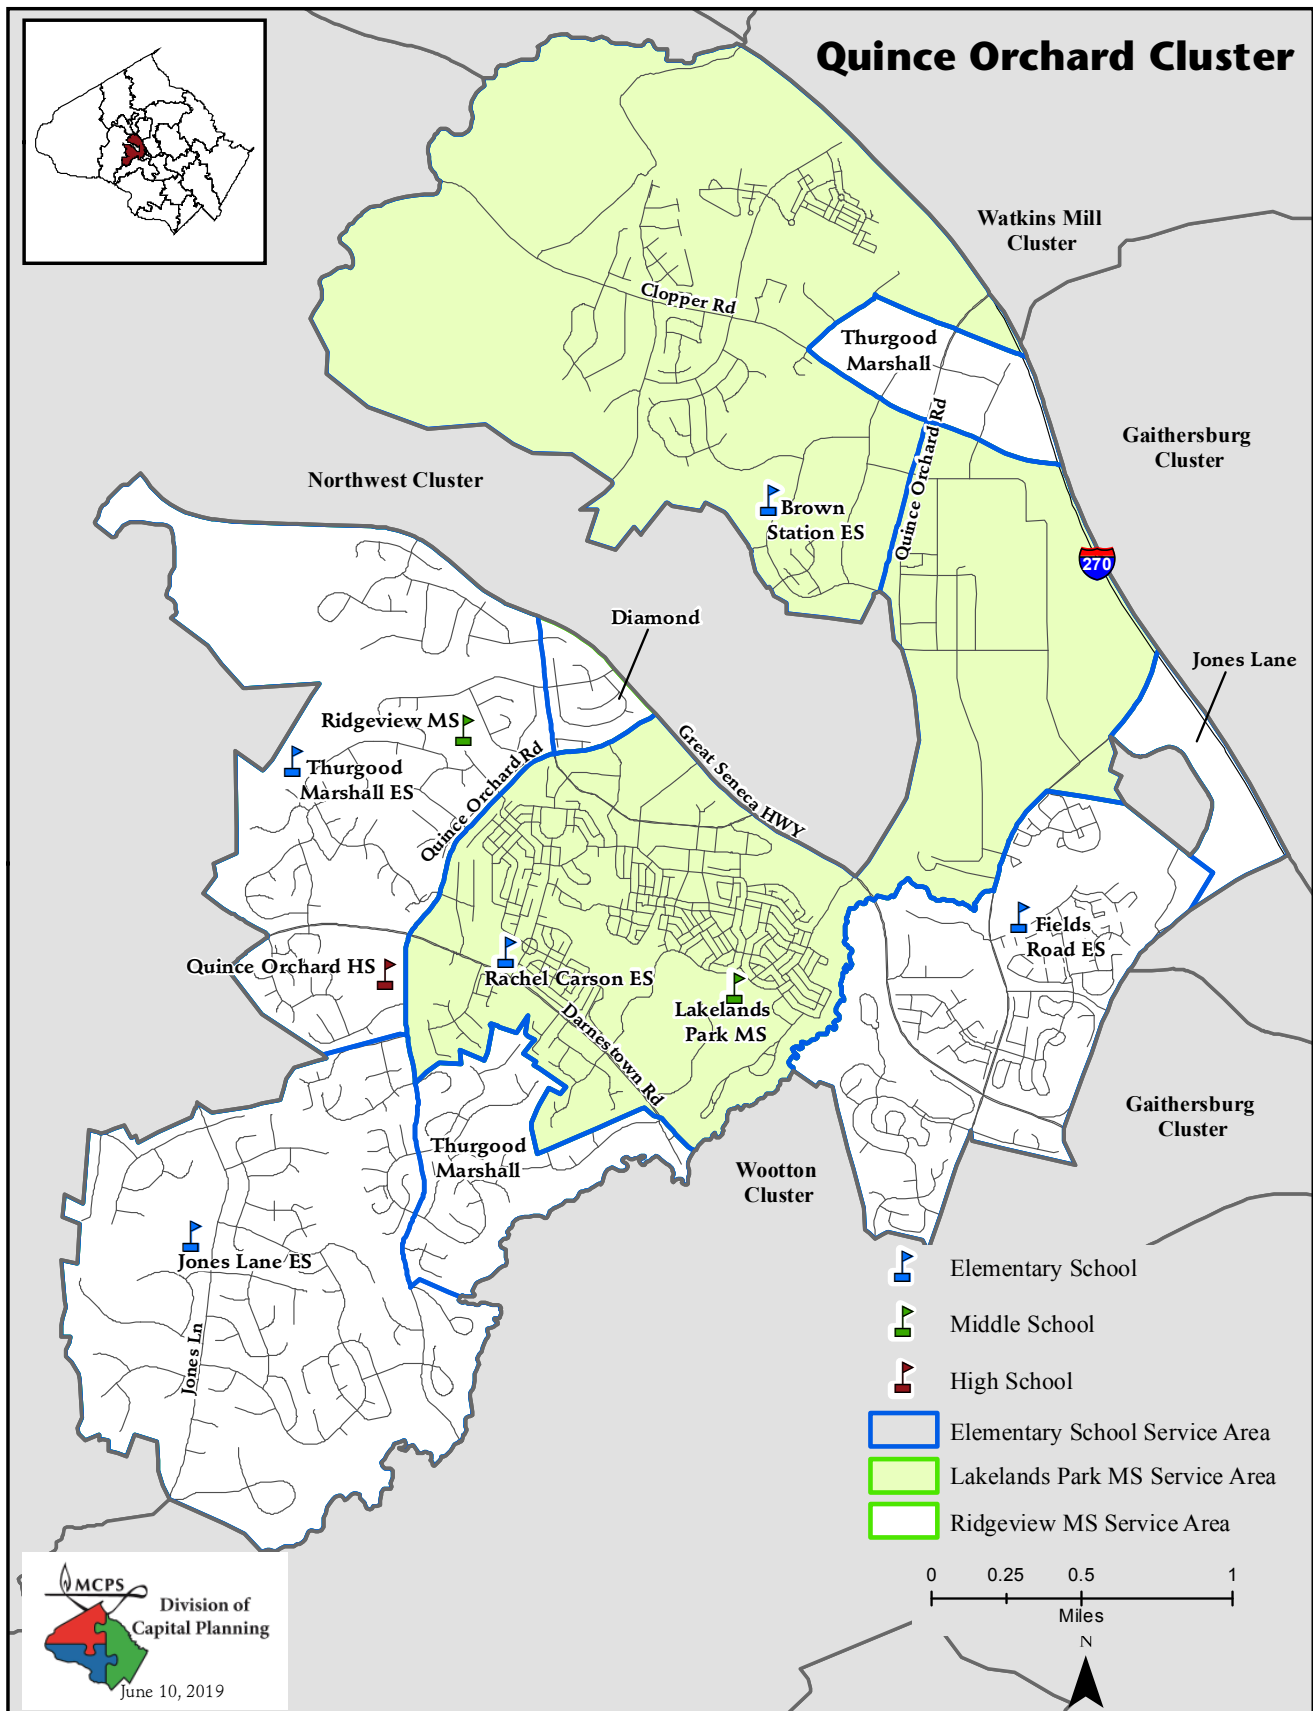 Quince Orchard Cluster
Watkins Mill
Cluster
Clopper Rd
Thurgood
Marshall
Gaithersburg
Cluster
Northwest Cluster
Quince Orchard Rd
Brown
Station ES
270
Diamond
Jones Lane
Ridgeview MS
Great Seneca HWY
Thurgood
Marshall ES
Quince Orchard Rd
Fields
Road ES
Quince Orchard HS
Rachel Carson ES
Lakelands
Park MS
Darnestown Rd
Gaithersburg
Cluster
Thurgood
Marshall
Wootton
Cluster
Jones Lane ES
Jones Ln
Elementary School
Middle School
High School
Elementary School Service Area
Lakelands Park MS Service Area
Ridgeview MS Service Area
0 0.25 0.5 1
Miles
N
MCPS
Division of
Capital Planning
June 10, 2019